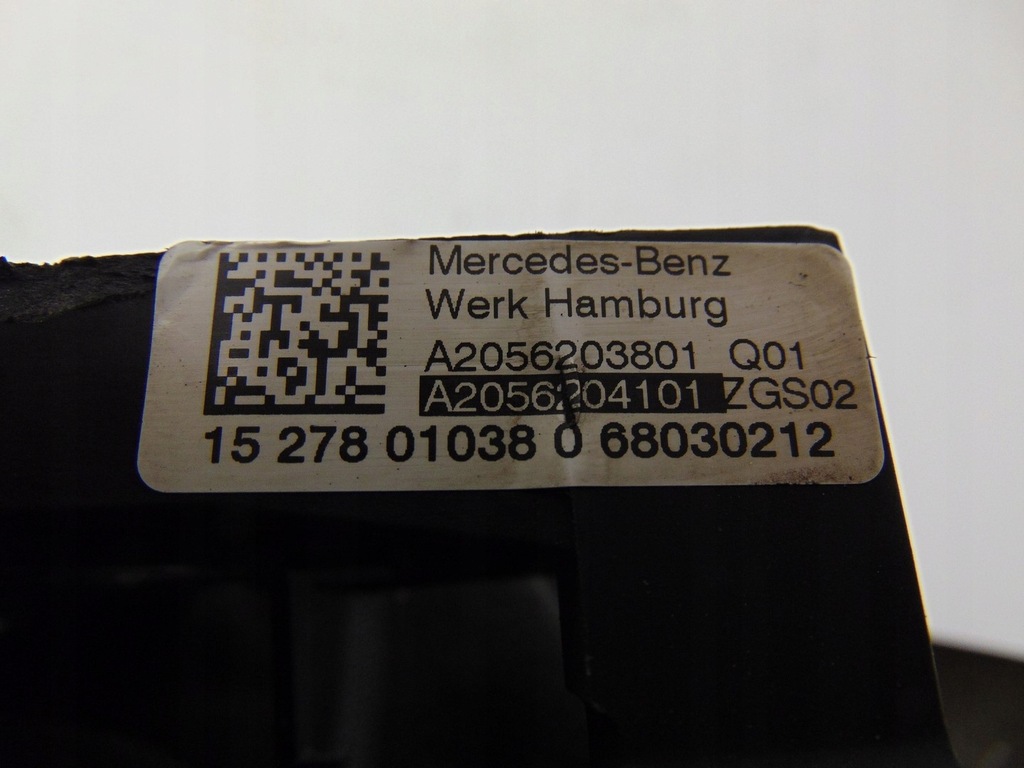 Mercedes-Benz
Werk Hamburg
A2056203801 Q01
A2056204101 ZGS02
15 278 01038 0 68030212